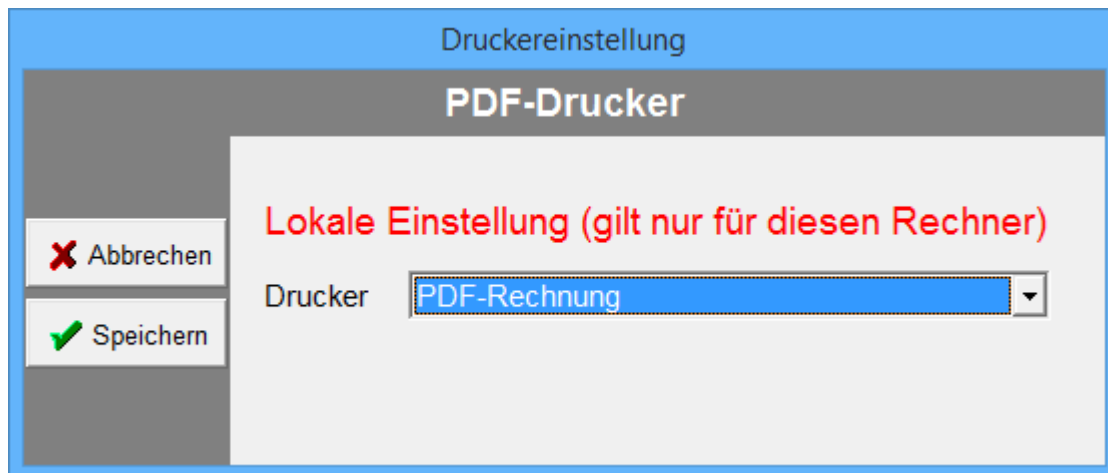 Druckereinstellung
PDF-Drucker
Lokale Einstellung (gilt nur für diesen Rechner)
Abbrechen
Drucker PDF-Rechnung
Speichern